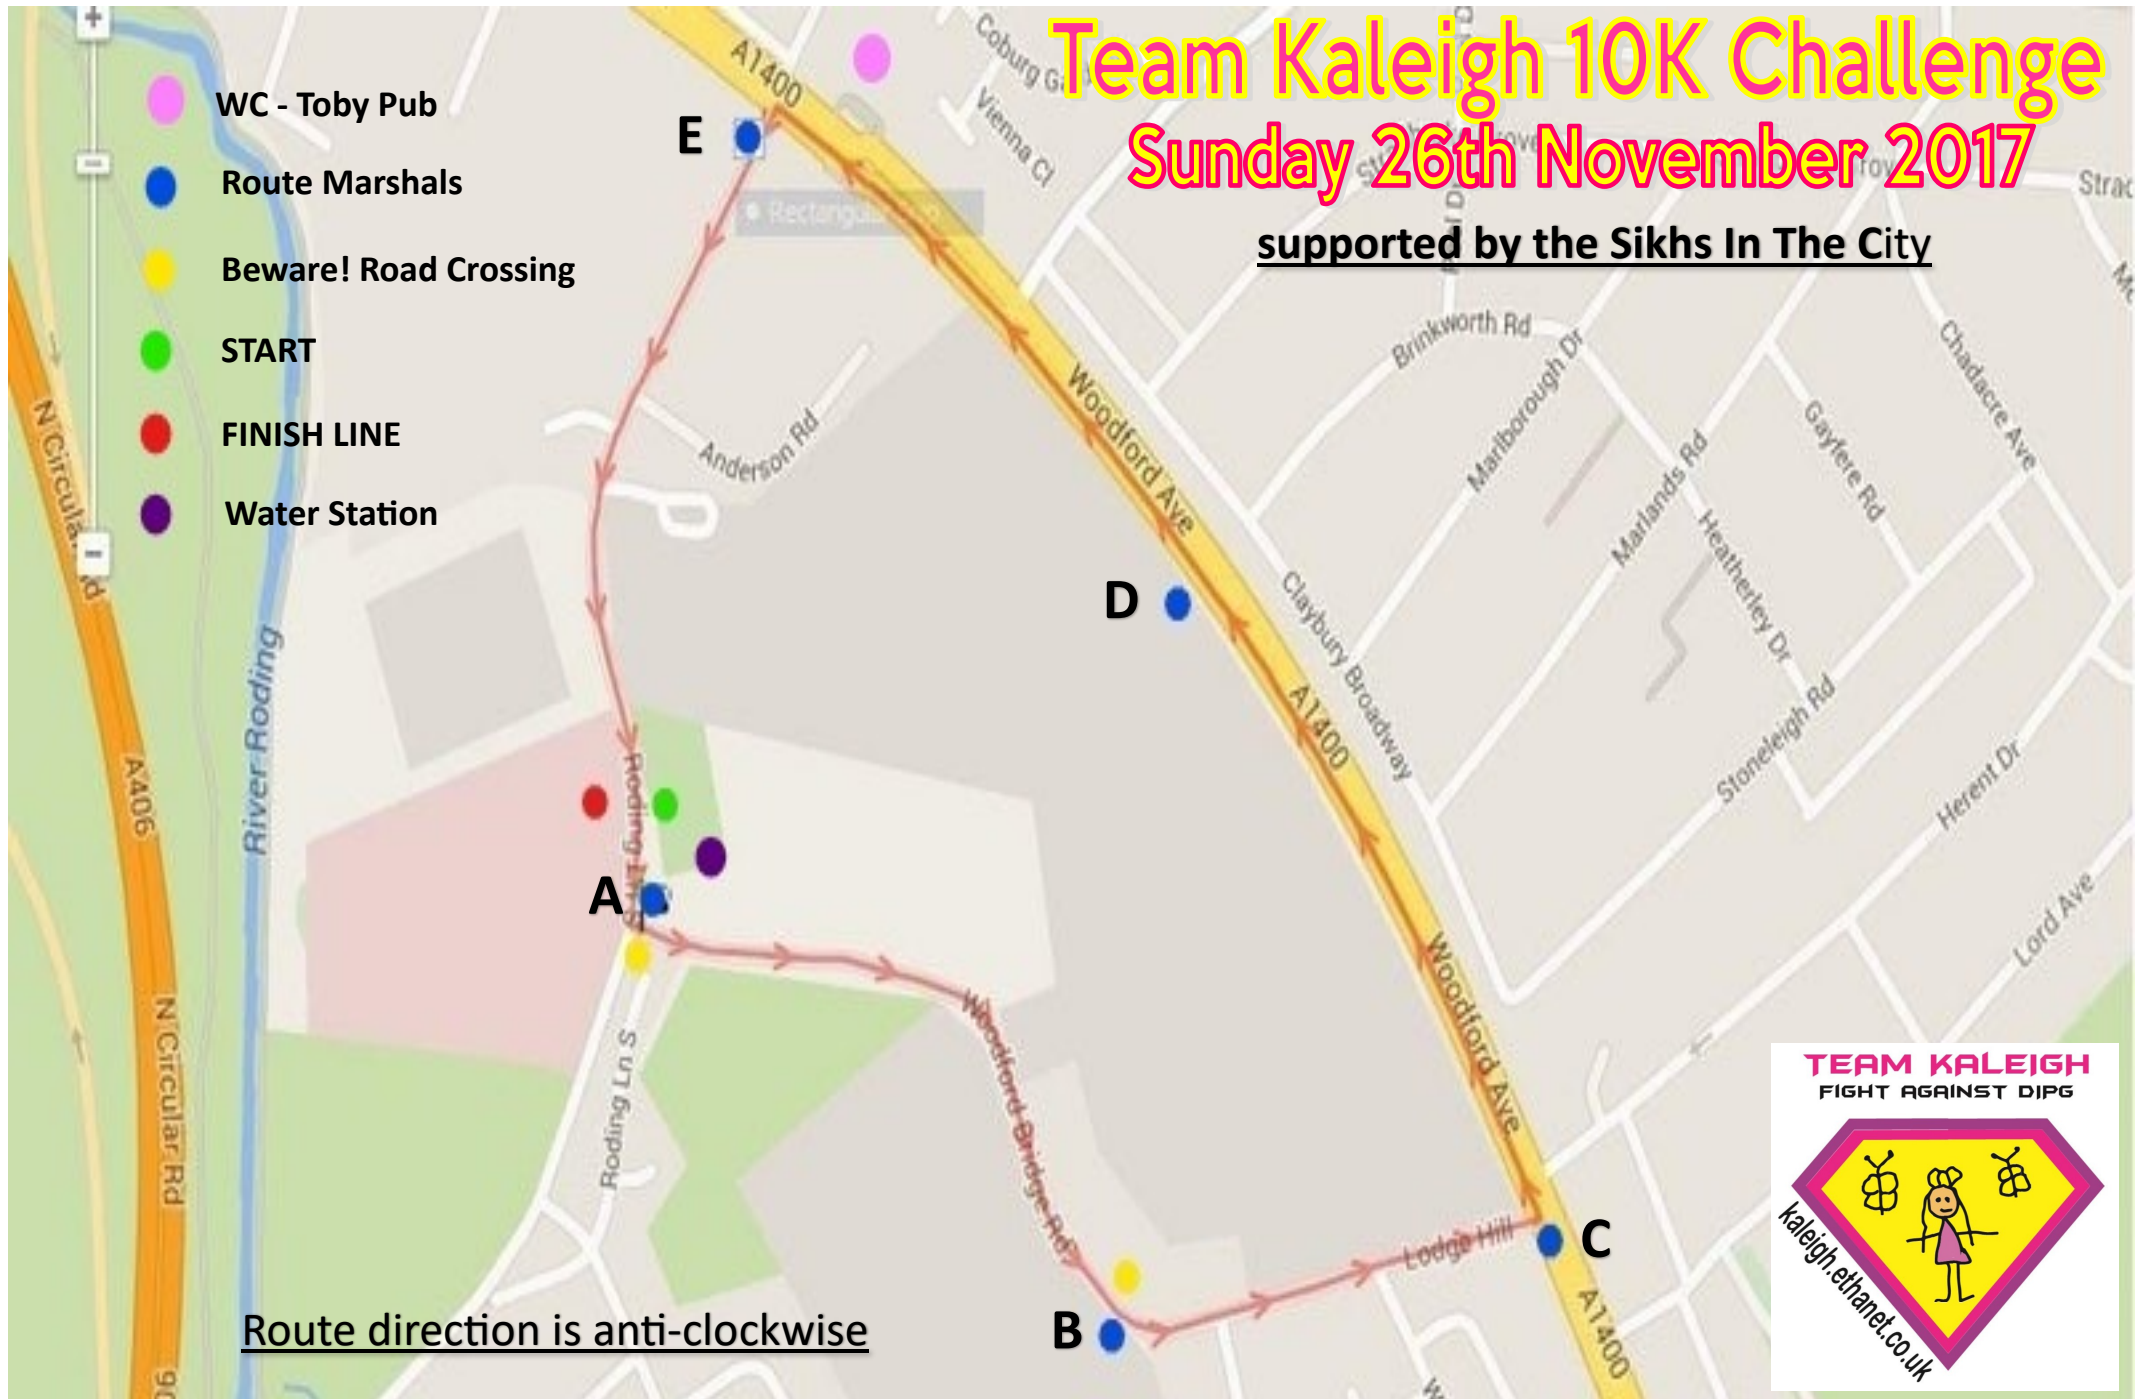 Team Kaleigh 10K Challenge
Sunday 26th November 2017
supported by the Sikhs In The City
WC - Toby Pub
Route Marshals
Beware! Road Crossing
START
FINISH LINE
Water Station
E
D
A
B
C
A1400
Coburg
Vienna Cl
Brinkworth Rd
Marlborough Dr
Chadacre Ave
Gayfere Rd
Marlands Rd
Heatherley Dr
Woodford Ave
Claybury Broadway
A1400
Stoneleigh Rd
Herent Dr
Lord Ave
Anderson Rd
N Circular Rd
River Roding
A406
N Circular Rd
Roding Ln S
Roding Ln S
Woodford Bridge Rd
Woodford Ave
Lodge Hill
A1400
Route direction is anti-clockwise
TEAM KALEIGH
FIGHT AGAINST DIPG
kaleigh.ethanet.co.uk